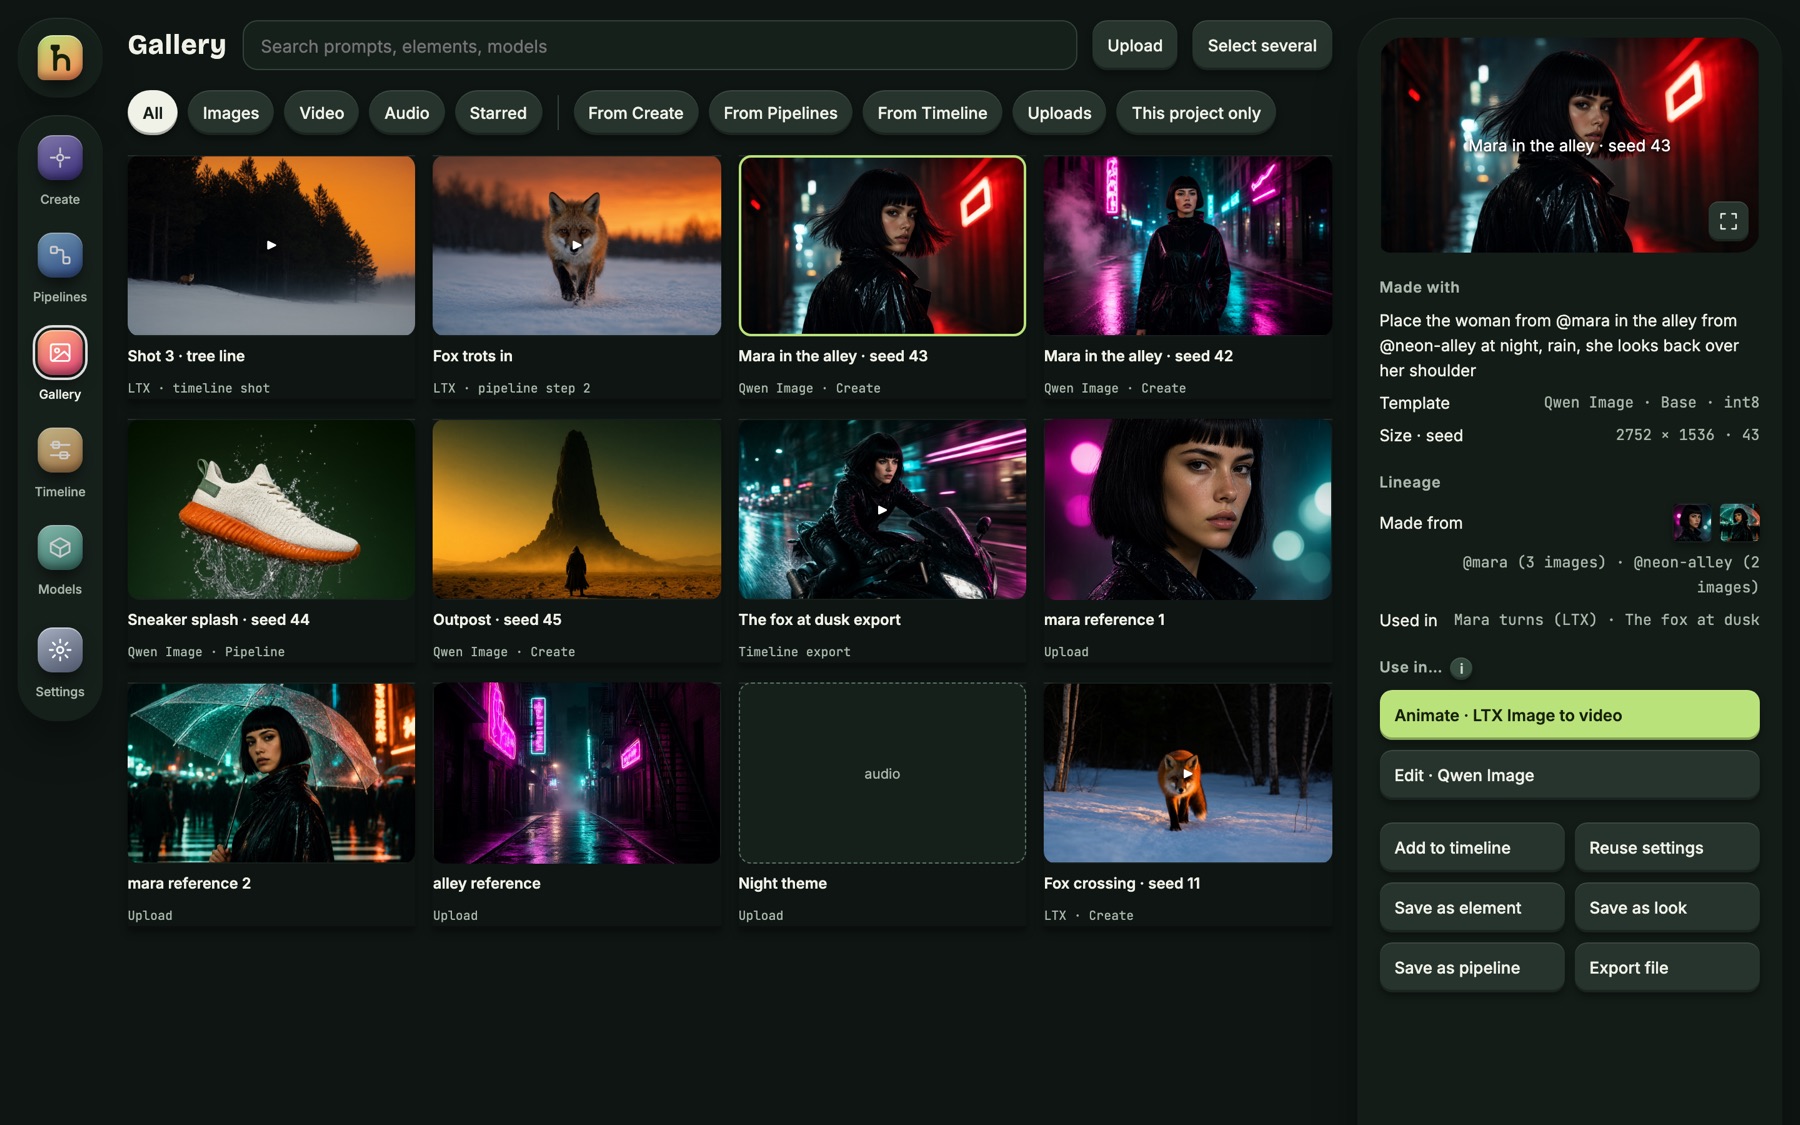 h
Create
Pipelines
Gallery
Timeline
Models
Settings
Gallery
Search prompts, elements, models
Upload
Select several
All
Images
Video
Audio
Starred
From Create
From Pipelines
From Timeline
Uploads
This project only
Shot 3 · tree line
LTX · timeline shot
Fox trots in
LTX · pipeline step 2
Mara in the alley · seed 43
Qwen Image · Create
Mara in the alley · seed 42
Qwen Image · Create
Sneaker splash · seed 44
Qwen Image · Pipeline
Outpost · seed 45
Qwen Image · Create
The fox at dusk export
Timeline export
mara reference 1
Upload
mara reference 2
Upload
alley reference
Upload
audio
Night theme
Upload
Fox crossing · seed 11
LTX · Create
Mara in the alley · seed 43
Made with
Place the woman from @mara in the alley from
@neon-alley at night, rain, she looks back over
her shoulder
Template
Qwen Image · Base · int8
Size · seed
2752 × 1536 · 43
Lineage
Made from
@mara (3 images) · @neon-alley (2
images)
Used in
Mara turns (LTX) · The fox at dusk
Use in... i
Animate · LTX Image to video
Edit · Qwen Image
Add to timeline
Reuse settings
Save as element
Save as look
Save as pipeline
Export file